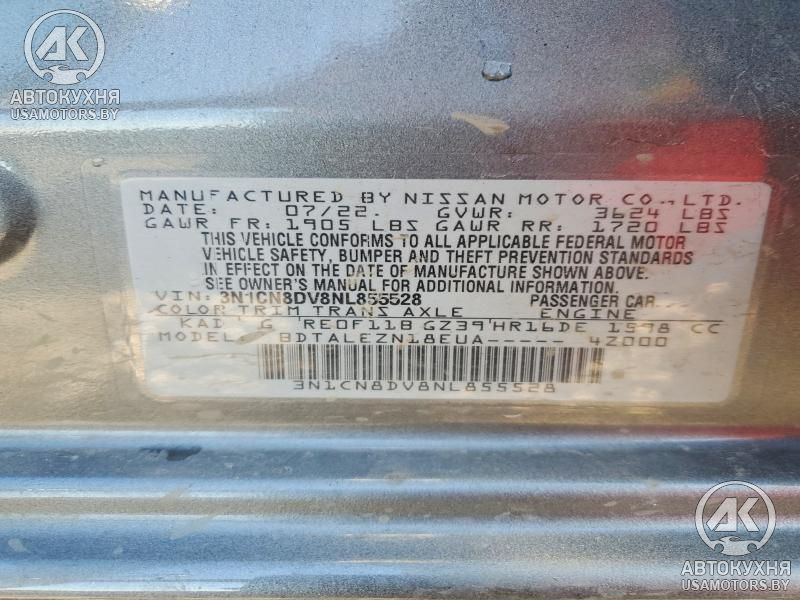 АК
АВТОКУХНЯ
USAMOTORS.BY
MANUFACTURED BY NISSAN MOTOR CO., LTD.
DATE: 07/22 GVWR: 3624 LBS
GAWR FR: 1905 LBS GAWR RR: 1720 LBS
THIS VEHICLE CONFORMS TO ALL APPLICABLE FEDERAL MOTOR
VEHICLE SAFETY, BUMPER AND THEFT PREVENTION STANDARDS
IN EFFECT ON THE DATE OF MANUFACTURE SHOWN ABOVE.
SEE OWNER'S MANUAL FOR ADDITIONAL INFORMATION.
VIN: 3N1CN8DV8NL855528 PASSENGER CAR
COLOR TRIM TRANS AXLE ENGINE
KAI G RE0F11B GZ39 HR16DE 1598 CC
MODEL BDTALEZN18EUA----- 4Z000
3N1CN8DV8NL855528
АК
АВТОКУХНЯ
USAMOTORS.BY